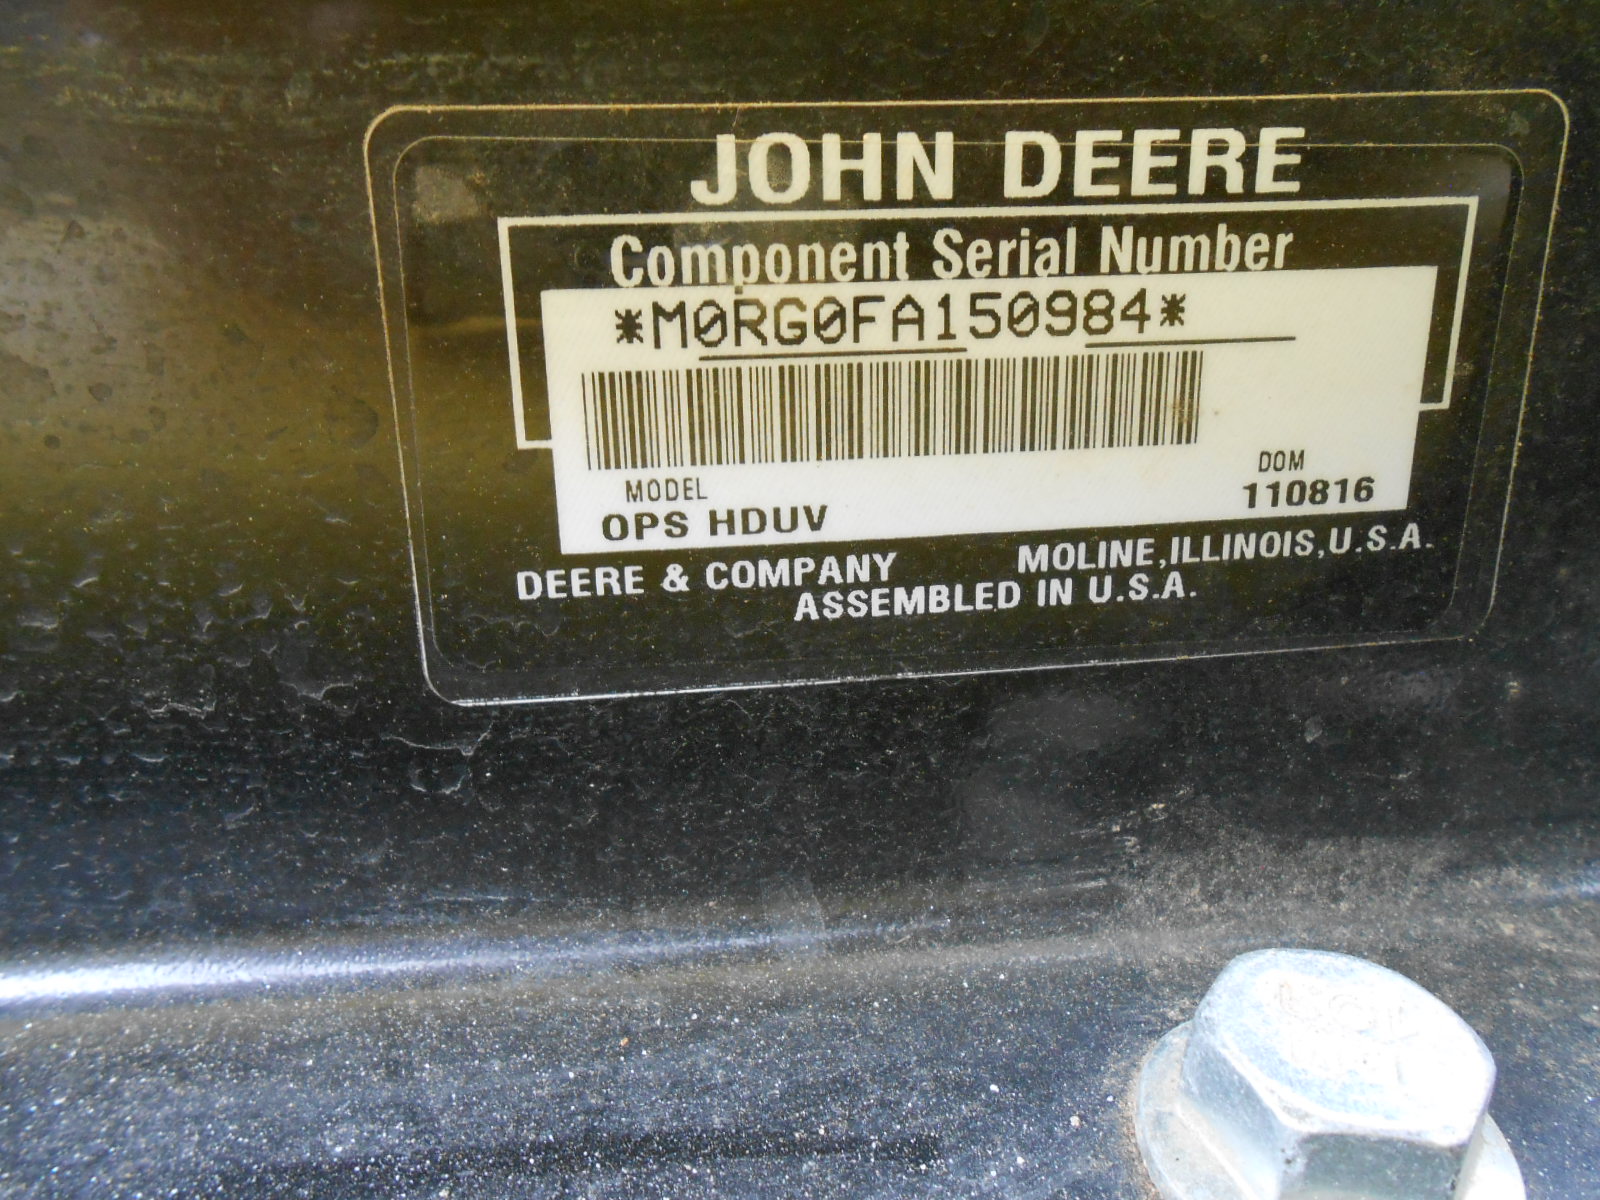 JOHN DEERE
Component Serial Number
*M0RG0FA150984*
MODEL
OPS HDUV
DOM
110816
DEERE & COMPANY MOLINE, ILLINOIS, U.S.A.
ASSEMBLED IN U.S.A.